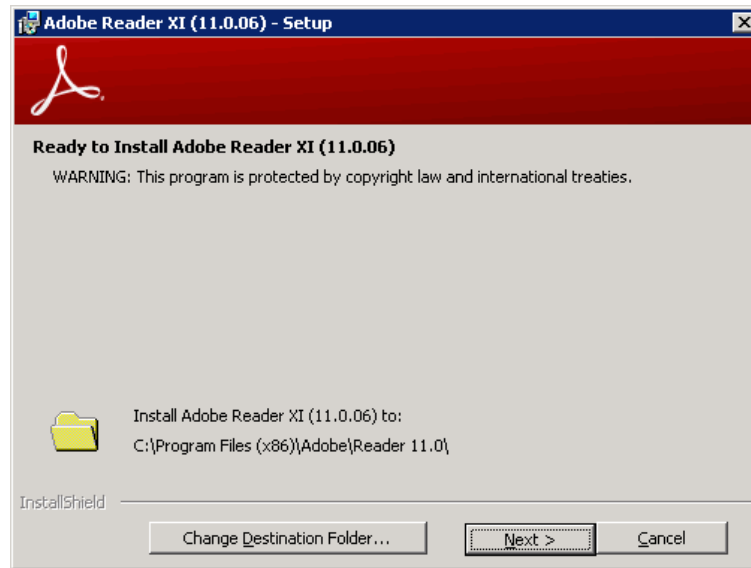 Adobe Reader XI (11.0.06) - Setup
Ready to Install Adobe Reader XI (11.0.06)
WARNING: This program is protected by copyright law and international treaties.
Install Adobe Reader XI (11.0.06) to:
C:\Program Files (x86)\Adobe\Reader 11.0\
InstallShield
Change Destination Folder... Next > Cancel